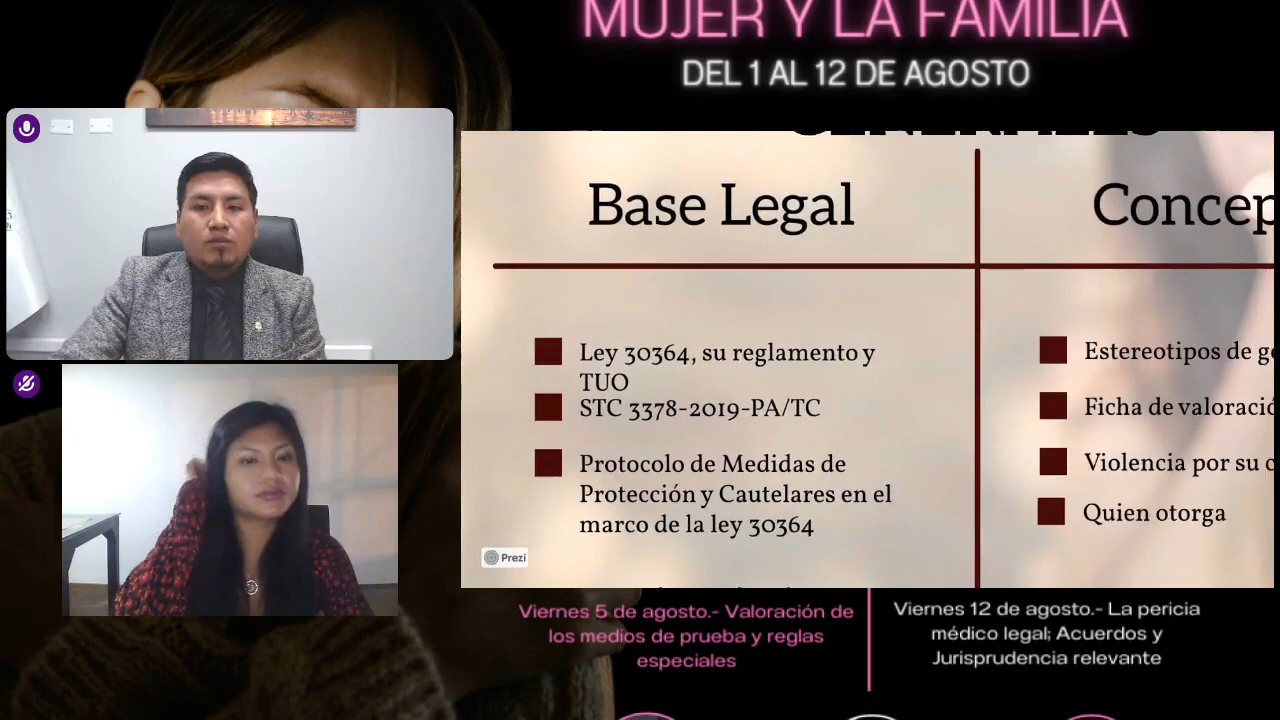 MUJER Y LA FAMILIA
DEL 1 AL 12 DE AGOSTO
Base Legal
Ley 30364, su reglamento y
TUO
STC 3378-2019-PA/TC
Protocolo de Medidas de
Protección y Cautelares en el
marco de la ley 30364
Estereotipos de
Ficha de
Violencia por su
Quien otorga
Prezi
Viernes 5 de agosto.- Valoración de
los medios de prueba y reglas
especiales
Viernes 12 de agosto.- La pericia
médico legal; Acuerdos y
Jurisprudencia relevante